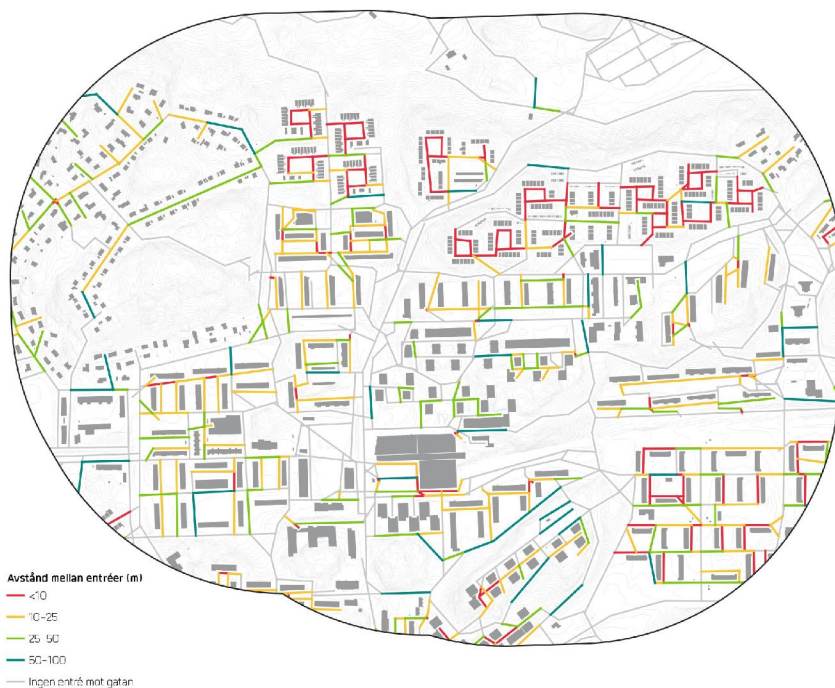 Avstånd mellan entréer (m)
<10
10-25
25-50
50-100
Ingen entré mot gatan